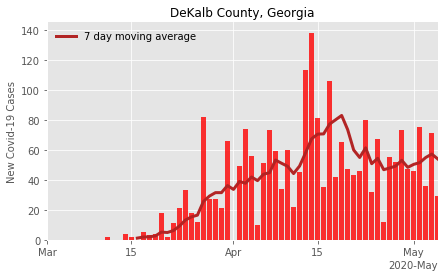 DeKalb County, Georgia
7 day moving average
New Covid-19 Cases
140
120
100
80
60
40
20
0
Mar 15 Apr 15 May
2020-May